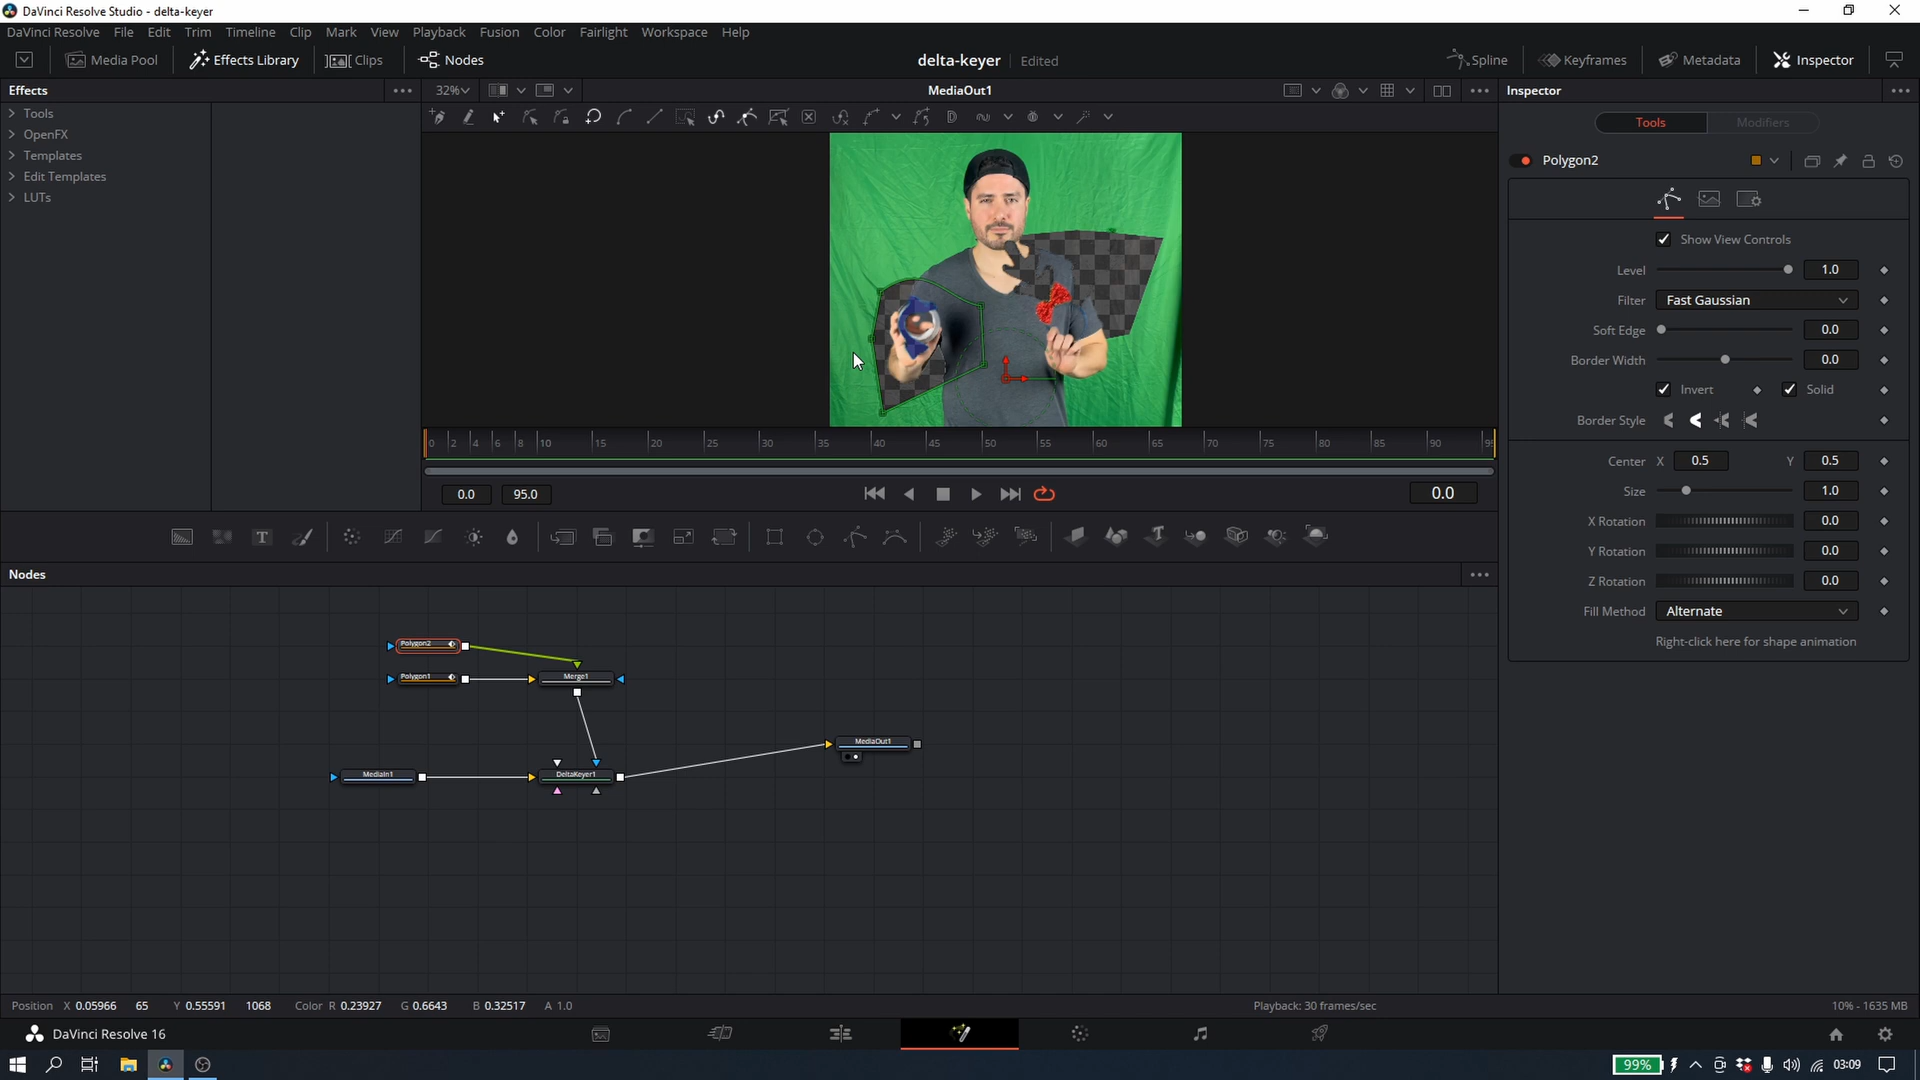 DaVinci Resolve Studio - delta-keyer
DaVinci Resolve File Edit Trim Timeline Clip Mark View Playback Fusion Color Fairlight Workspace Help
Media Pool Effects Library Clips Nodes delta-keyer Edited Spline Keyframes Metadata Inspector
Effects 32% MediaOut1 Inspector
Tools
OpenFX
Templates
Edit Templates
LUTs
Tools Modifiers
Polygon2
Show View Controls
Level 1.0
Filter Fast Gaussian
Soft Edge 0.0
Border Width 0.0
Invert Solid
Border Style
Center X 0.5 Y 0.5
Size 1.0
X Rotation 0.0
Y Rotation 0.0
Z Rotation 0.0
Fill Method Alternate
Right-click here for shape animation
0 2 4 6 8 10 15 20 25 30 35 40 45 50 55 60 65 70 75 80 85 90
0.0 95.0 0.0
Nodes
Polygon2
Polygon1 Merge1
MediaOut1
MediaIn1 DeltaKeyer1
Position X 0.05966 65 Y 0.55591 1068 Color R 0.23927 G 0.6643 B 0.32517 A 1.0 Playback: 30 frames/sec 10% - 1635 MB
DaVinci Resolve 16
99% 03:09